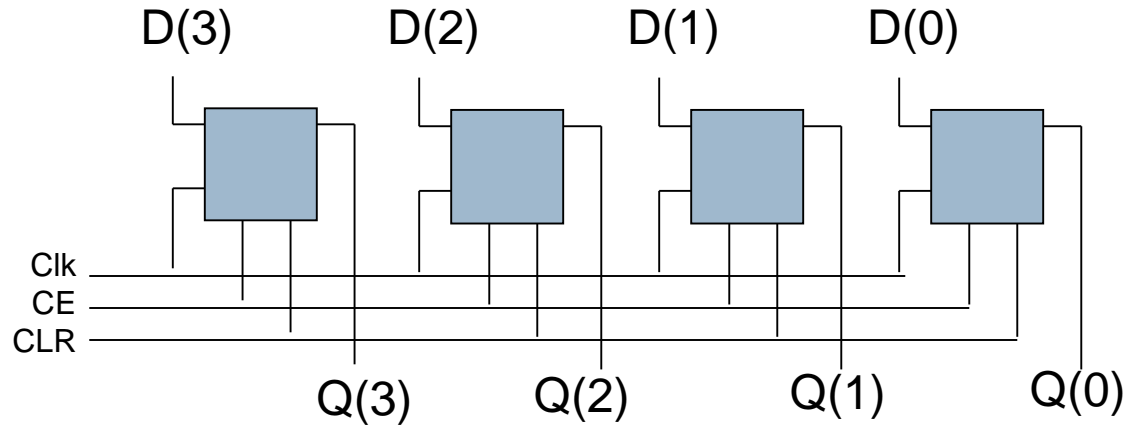 D(3) D(2) D(1) D(0)
Clk
CE
CLR
Q(3) Q(2) Q(1) Q(0)